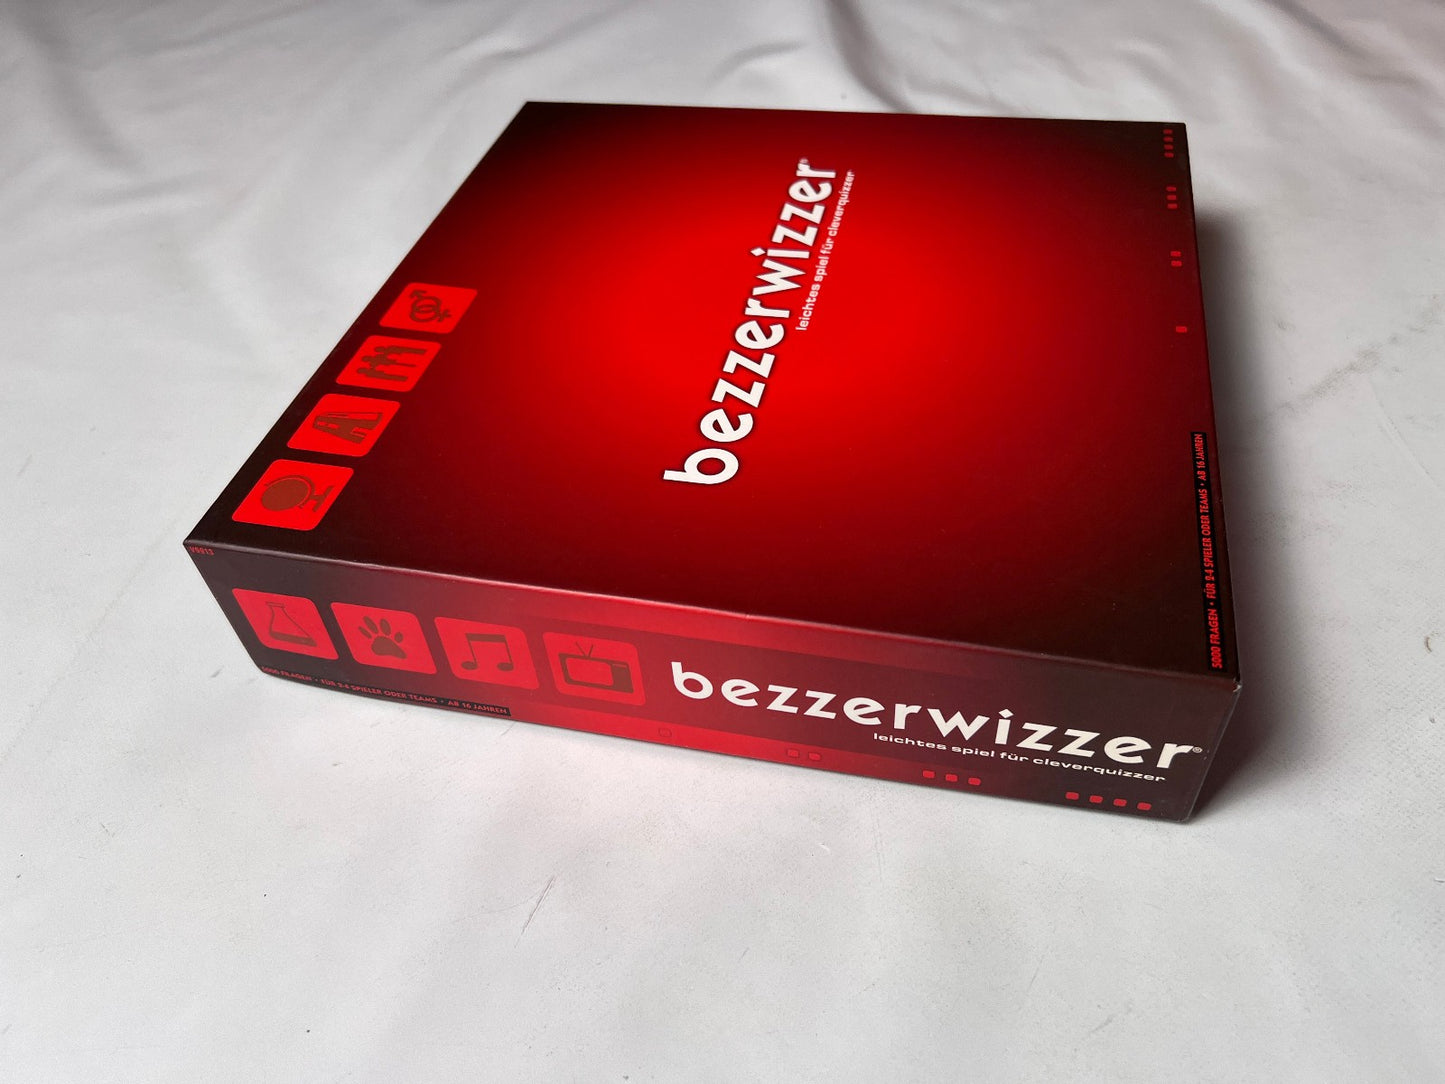 bezzerwizzer®
leichtes spiel für cleverquizzer
5000 FRAGEN • FÜR 2-4 SPIELER ODER TEAMS • AB 16 JAHREN
V0013
5000 FRAGEN • FÜR 2-4 SPIELER ODER TEAMS • AB 16 JAHREN
bezzerwizzer®
leichtes spiel für cleverquizzer